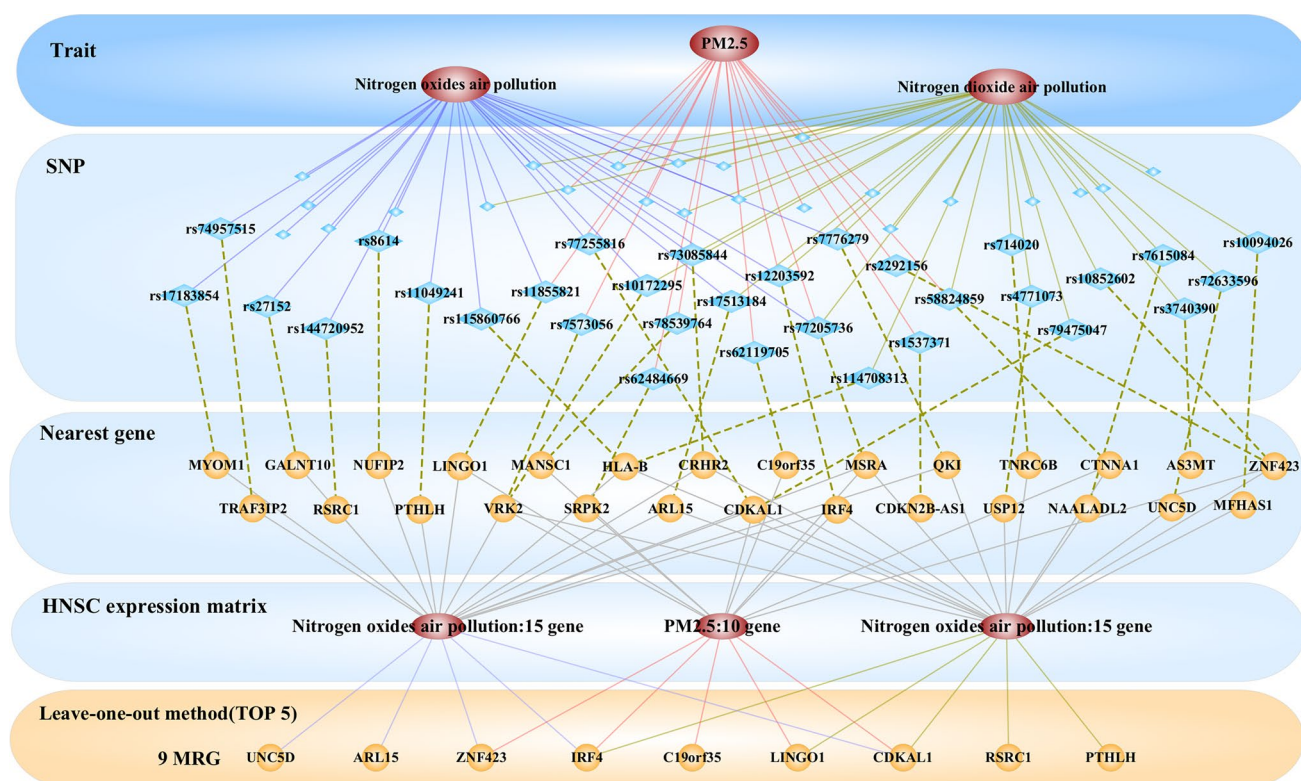 Trait
PM2.5
Nitrogen oxides air pollution
Nitrogen dioxide air pollution
SNP
rs74957515
rs8614
rs77255816
rs73085844
rs7776279
rs714020
rs10094026
rs7615084
rs2292156
rs12203592
rs10852602
rs72633596
rs17183854
rs27152
rs11049241
rs11855821
rs10172295
rs17513184
rs58824859
rs4771073
rs3740390
rs144720952
rs115860766
rs7573056
rs78539764
rs77205736
rs79475047
rs62119705
rs1537371
rs62484669
rs114708313
Nearest gene
MYOM1
GALNT10
NUFIP2
LINGO1
MANSC1
HLA-B
CRHR2
C19orf35
MSRA
QKI
TNRC6B
CTNNA1
AS3MT
ZNF423
TRAF3IP2
RSRC1
PTHLH
VRK2
SRPK2
ARL15
CDKAL1
IRF4
CDKN2B-AS1
USP12
NAALADL2
UNC5D
MFHAS1
HNSC expression matrix
Nitrogen oxides air pollution:15 gene
PM2.5:10 gene
Nitrogen oxides air pollution:15 gene
Leave-one-out method(TOP 5)
9 MRG
UNC5D
ARL15
ZNF423
IRF4
C19orf35
LINGO1
CDKAL1
RSRC1
PTHLH